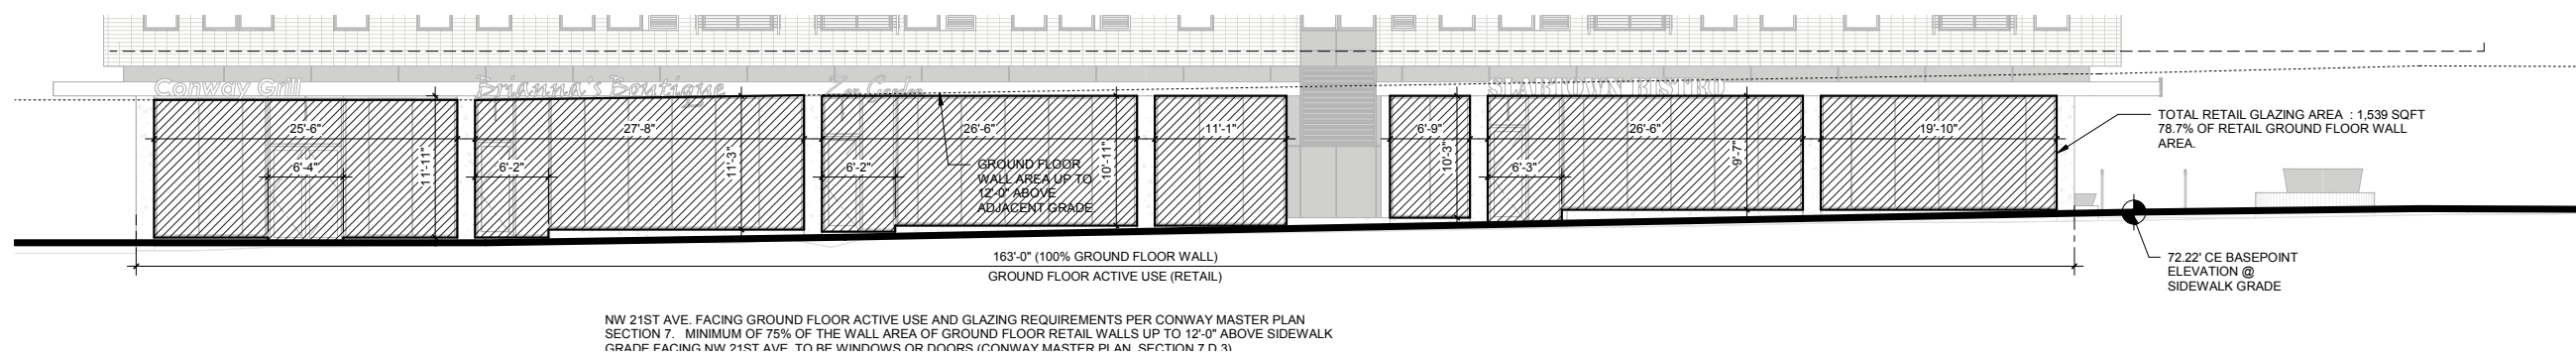 Conway Grill
Brianna's Boutique
Zen Garden
SLABTOWN BISTRO
25'-6"
27'-8"
26'-6"
11'-1"
6'-9"
26'-6"
19'-10"
6'-4"
11'-11"
6'-2"
11'-3"
6'-2"
10'-11"
10'-3"
6'-3"
9'-7"
GROUND FLOOR
WALL AREA UP TO
12'-0" ABOVE
ADJACENT GRADE
TOTAL RETAIL GLAZING AREA : 1,539 SQFT
78.7% OF RETAIL GROUND FLOOR WALL
AREA.
163'-0" (100% GROUND FLOOR WALL)
GROUND FLOOR ACTIVE USE (RETAIL)
72.22' CE BASEPOINT
ELEVATION @
SIDEWALK GRADE
NW 21ST AVE. FACING GROUND FLOOR ACTIVE USE AND GLAZING REQUIREMENTS PER CONWAY MASTER PLAN
SECTION 7. MINIMUM OF 75% OF THE WALL AREA OF GROUND FLOOR RETAIL WALLS UP TO 12'-0" ABOVE SIDEWALK
GRADE FACING NW 21ST AVE. TO BE WINDOWS OR DOORS (CONWAY MASTER PLAN, SECTION 7.D.3)